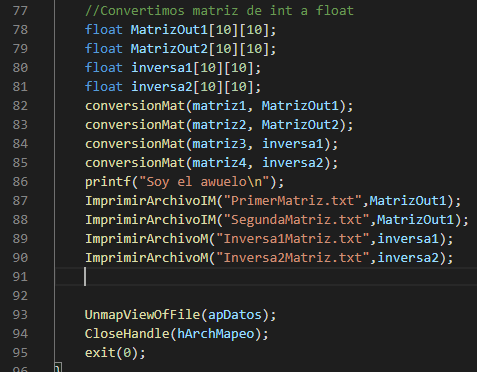 77 //Convertimos matriz de int a float
78 float MatrizOut1[10][10];
79 float MatrizOut2[10][10];
80 float inversa1[10][10];
81 float inversa2[10][10];
82 conversionMat(matriz1, MatrizOut1);
83 conversionMat(matriz2, MatrizOut2);
84 conversionMat(matriz3, inversa1);
85 conversionMat(matriz4, inversa2);
86 printf("Soy el awuelo\n");
87 ImprimirArchivoIM("PrimerMatriz.txt",MatrizOut1);
88 ImprimirArchivoIM("SegundaMatriz.txt",MatrizOut1);
89 ImprimirArchivoM("Inversa1Matriz.txt",inversa1);
90 ImprimirArchivoM("Inversa2Matriz.txt",inversa2);
91
92
93 UnmapViewOfFile(apDatos);
94 CloseHandle(hArchMapeo);
95 exit(0);
96 }